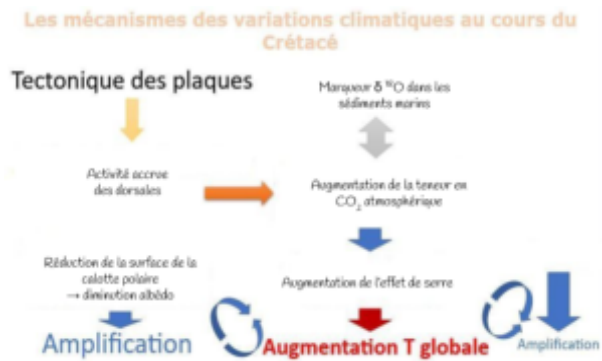 Les mécanismes des variations climatiques au cours du
Crétacé
Tectonique des plaques
Marqueur δ ¹⁸O dans les
sédiments marins
Activité accrue
des dorsales
Augmentation de la teneur en
CO₂ atmosphérique
Réduction de la surface de la
calotte polaire
→ diminution albédo
Augmentation de l'effet de serre
Amplification
Augmentation T globale
Amplification